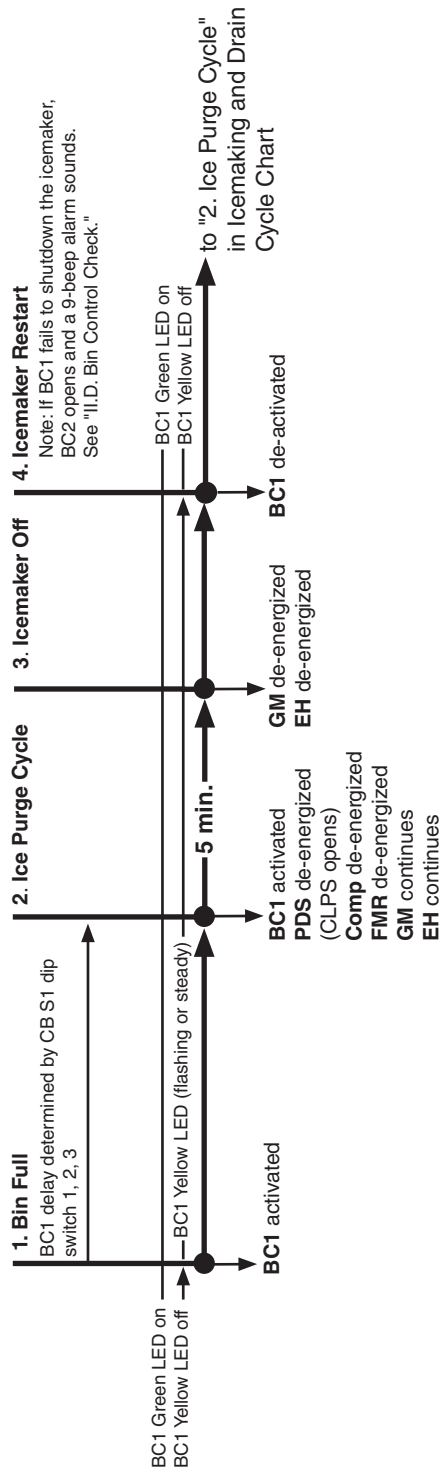 1. Bin Full
BC1 delay determined by CB S1 dip
switch 1, 2, 3
2. Ice Purge Cycle
3. Icemaker Off
4. Icemaker Restart
Note: If BC1 fails to shutdown the icemaker,
BC2 opens and a 9-beep alarm sounds.
See "II.D. Bin Control Check."
BC1 Green LED on
BC1 Yellow LED off
BC1 Yellow LED (flashing or steady)
BC1 Green LED on
BC1 Yellow LED off
5 min.
to "2. Ice Purge Cycle"
in Icemaking and Drain
Cycle Chart
BC1 activated
BC1 activated
PDS de-energized
(CLPS opens)
Comp de-energized
FMR de-energized
GM continues
EH continues
GM de-energized
EH de-energized
BC1 de-activated